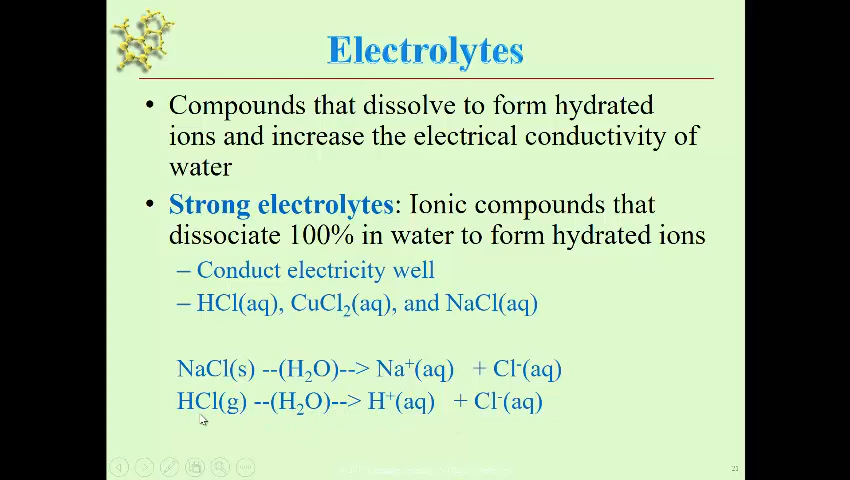 Electrolytes
• Compounds that dissolve to form hydrated
ions and increase the electrical conductivity of
water
• Strong electrolytes: Ionic compounds that
dissociate 100% in water to form hydrated ions
– Conduct electricity well
– HCl(aq), CuCl₂(aq), and NaCl(aq)
NaCl(s) --(H₂O)--> Na⁺(aq) + Cl⁻(aq)
HCl(g) --(H₂O)--> H⁺(aq) + Cl⁻(aq)
21